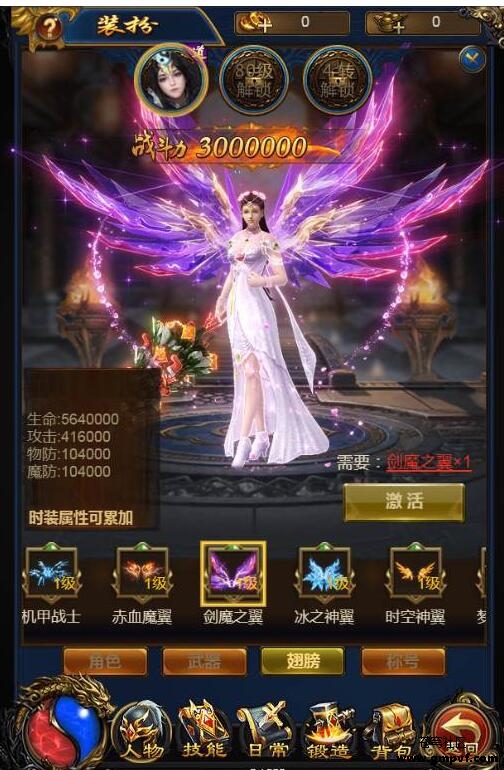 装扮
0
0
道
80级
解锁
4转
解锁
战斗力 3000000
生命:5640000
攻击:416000
物防:104000
魔防:104000
需要：剑魔之翼×1
激活
时装属性可累加
1级
1级
1级
1级
1级
机甲战士
赤血魔翼
剑魔之翼
冰之神翼
时空神翼
梦
角色
武器
翅膀
称号
人物
技能
日常
锻造
背包
返回